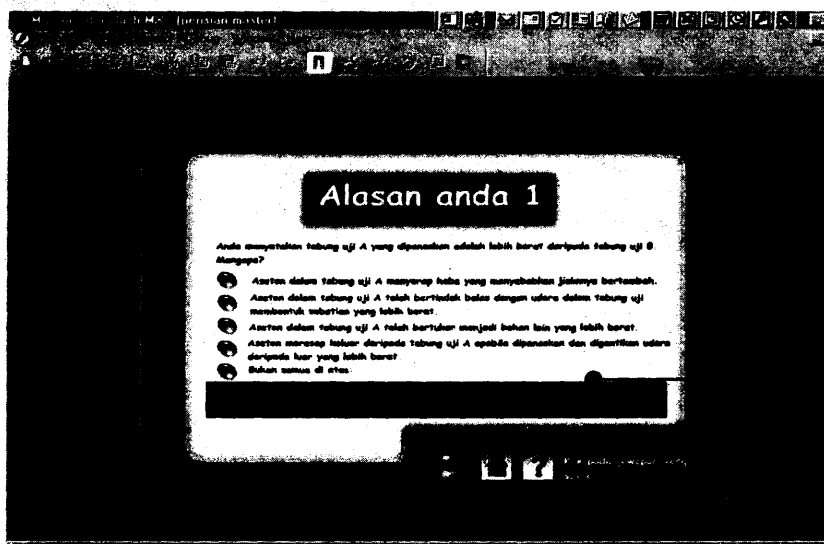 [perisian master]
Alasan anda 1
Anda menyatakan tabung uji A yang dipanaskan adalah lebih berat daripada tabung uji B.
Mengapa?
Aseton dalam tabung uji A menyerap haba yang menyebabkan jisimnya bertambah.
Aseton dalam tabung uji A telah bertindak balas dengan udara dalam tabung uji
membentuk sebatian yang lebih berat.
Aseton dalam tabung uji A telah bertukar menjadi bahan lain yang lebih berat.
Aseton meresap keluar daripada tabung uji A apabila dipanaskan dan digantikan udara
daripada luar yang lebih berat
Bukan semua di atas
?